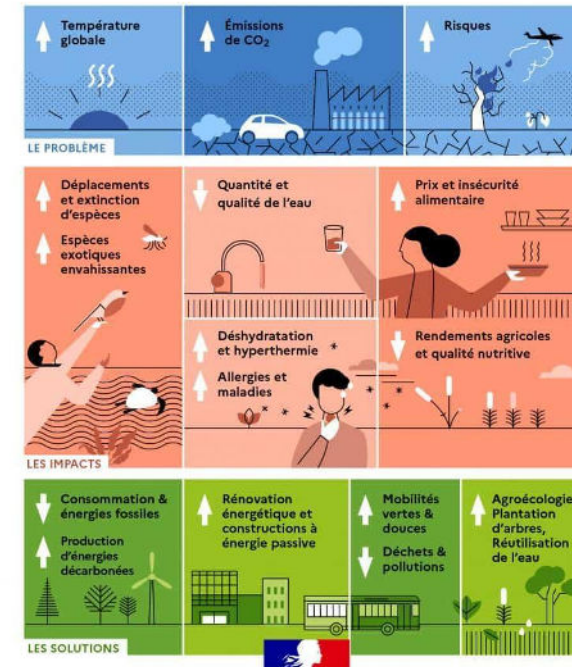 Température
globale
Émissions
de CO₂
Risques
LE PROBLÈME
Déplacements
et extinction
d'espèces
Espèces
exotiques
envahissantes
Quantité et
qualité de l'eau
Prix et insécurité
alimentaire
Déshydratation
et hyperthermie
Allergies et
maladies
Rendements agricoles
et qualité nutritive
LES IMPACTS
Consommation &
énergies fossiles
Production
d'énergies
décarbonées
Rénovation
énergétique et
constructions à
énergie passive
Mobilités
vertes &
douces
Déchets &
pollutions
Agroécologie
Plantation
d'arbres,
Réutilisation
de l'eau
LES SOLUTIONS